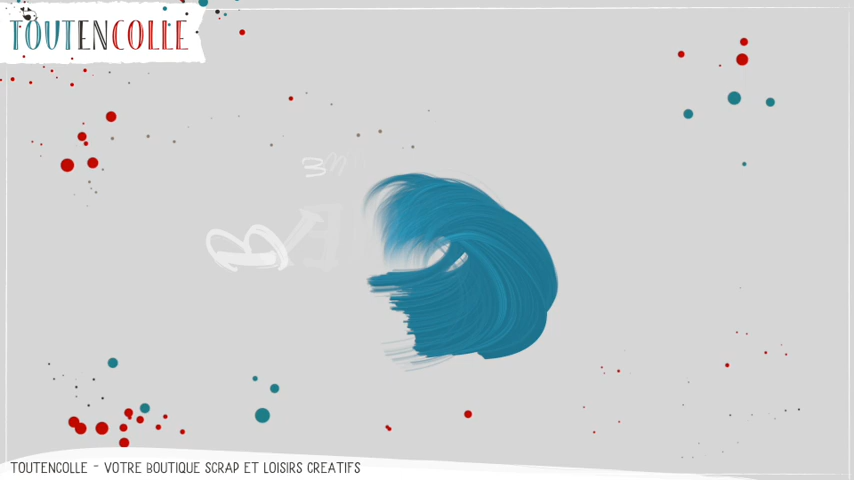 TOUTENCOLLE
TOUTENCOLLE - VOTRE BOUTIQUE SCRAP ET LOISIRS CREATIFS